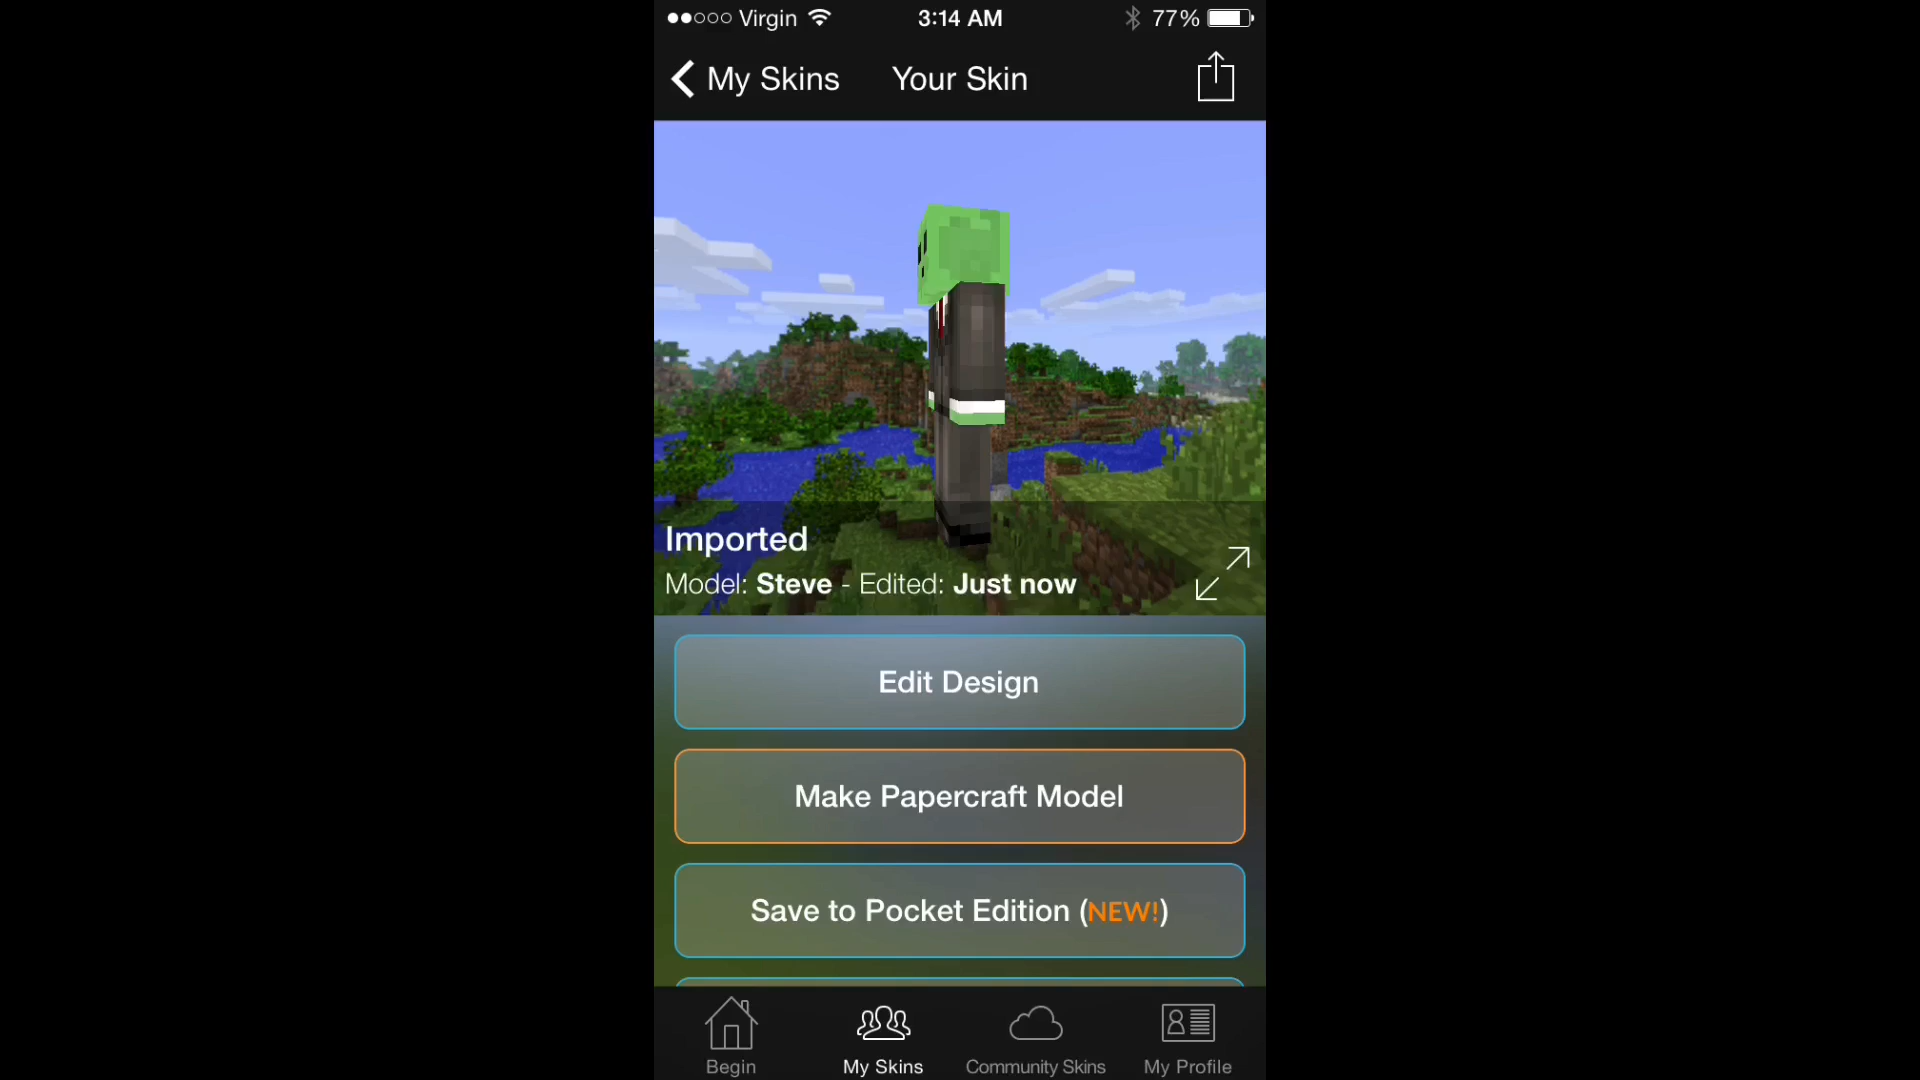 Virgin 3:14 AM 77%
My Skins Your Skin
Imported
Model: Steve - Edited: Just now
Edit Design
Make Papercraft Model
Save to Pocket Edition (NEW!)
Begin My Skins Community Skins My Profile